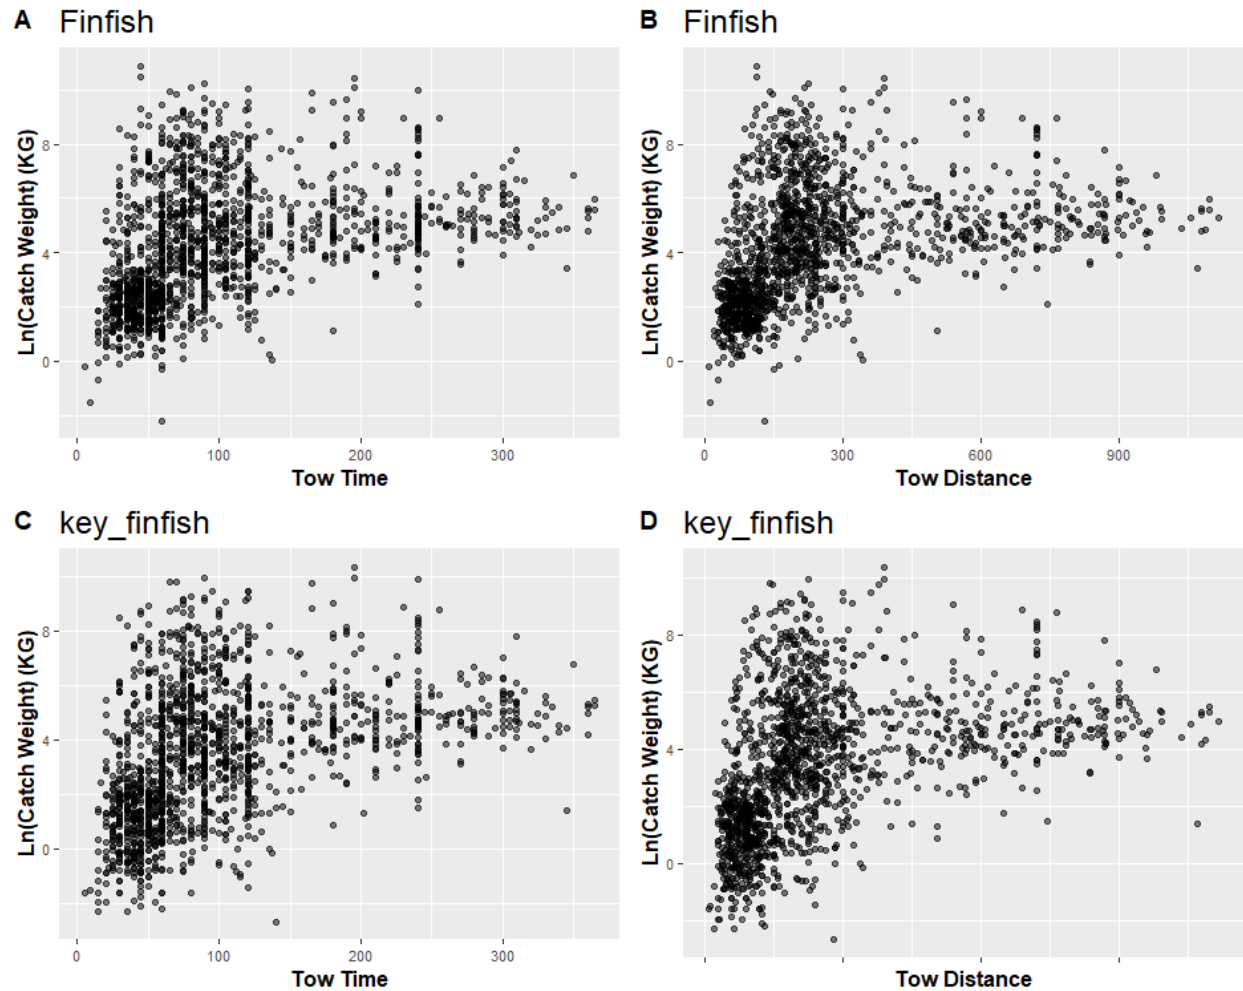 A Finfish
B Finfish
Ln(Catch Weight) (KG)
8
4
0
0 100 200 300
Tow Time
Ln(Catch Weight) (KG)
8
4
0
0 300 600 900
Tow Distance
C key_finfish
D key_finfish
Ln(Catch Weight) (KG)
8
4
0
0 100 200 300
Tow Time
Ln(Catch Weight) (KG)
8
4
0
Tow Distance